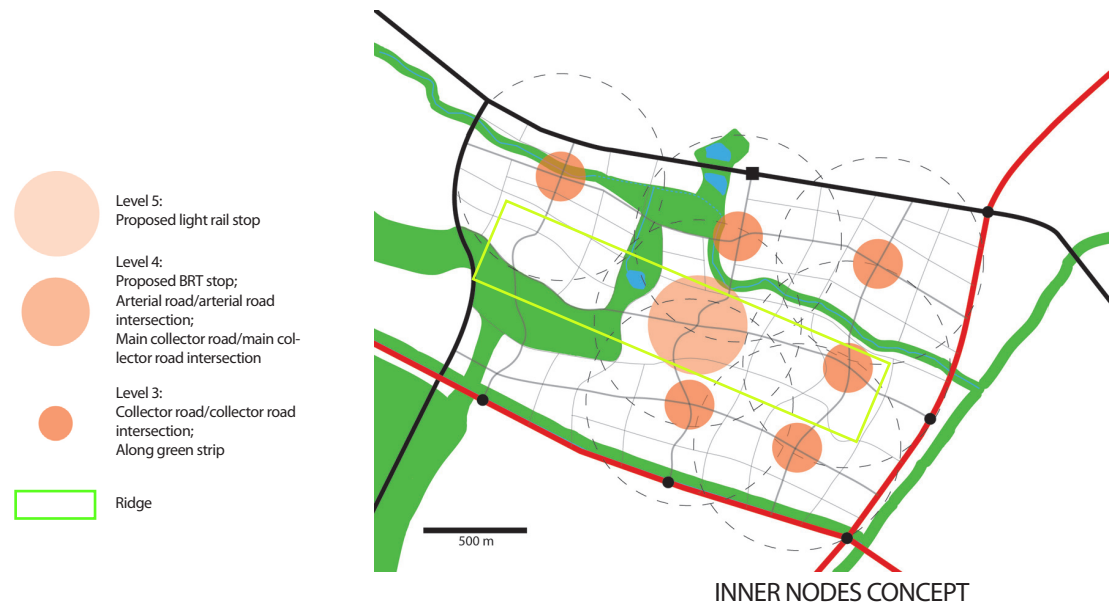 Level 5:
Proposed light rail stop
Level 4:
Proposed BRT stop;
Arterial road/arterial road
intersection;
Main collector road/main col-
lector road intersection
Level 3:
Collector road/collector road
intersection;
Along green strip
Ridge
500 m
INNER NODES CONCEPT